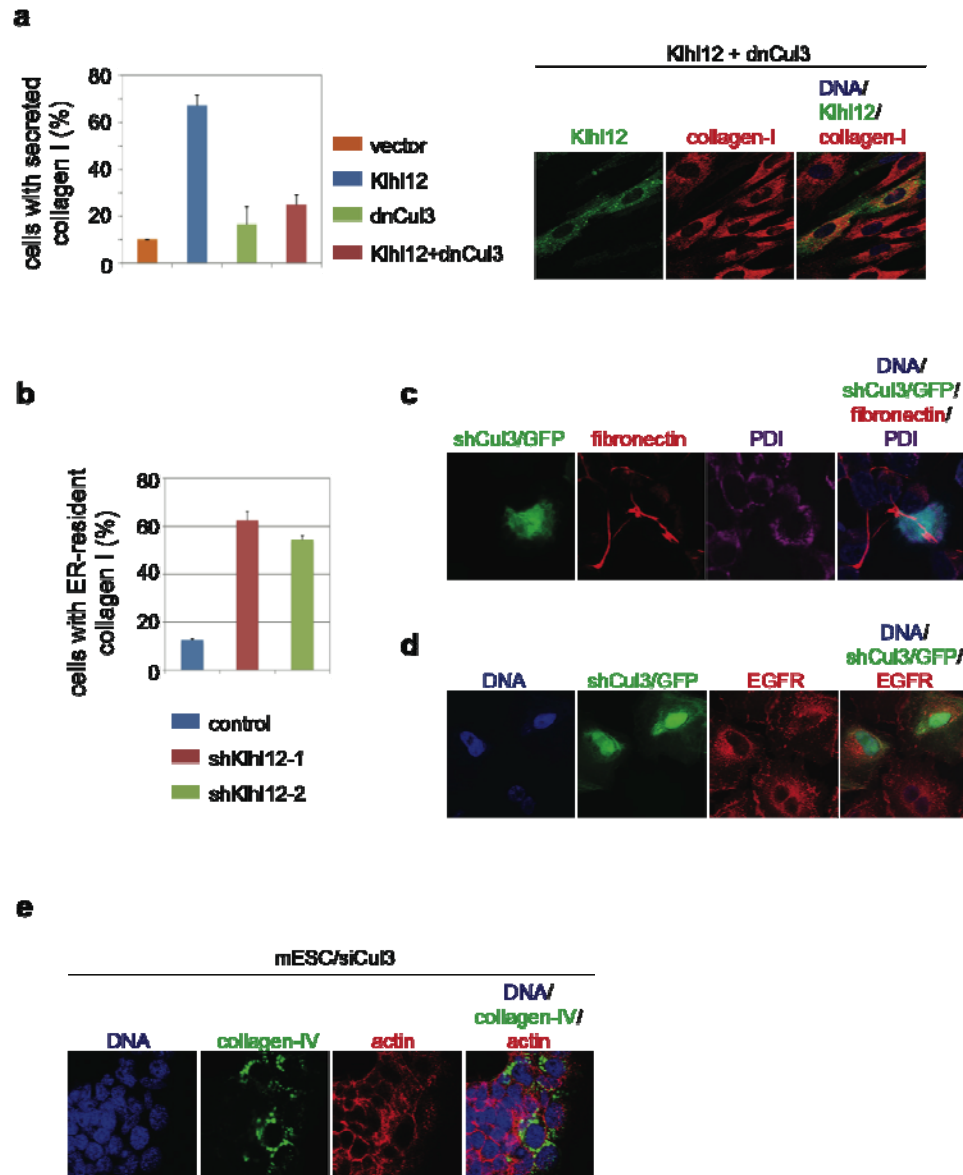 a
cells with secreted
collagen I (%)
80
60
40
20
0
vector
Klhl12
dnCul3
Klhl12+dnCul3
Klhl12 + dnCul3
Klhl12
collagen-I
DNA/
Klhl12/
collagen-I
b
cells with ER-resident
collagen I (%)
80
60
40
20
0
control
shKlhl12-1
shKlhl12-2
c
shCul3/GFP
fibronectin
PDI
DNA/
shCul3/GFP/
fibronectin/
PDI
d
DNA
shCul3/GFP
EGFR
DNA/
shCul3/GFP/
EGFR
e
mESC/siCul3
DNA
collagen-IV
actin
DNA/
collagen-IV/
actin